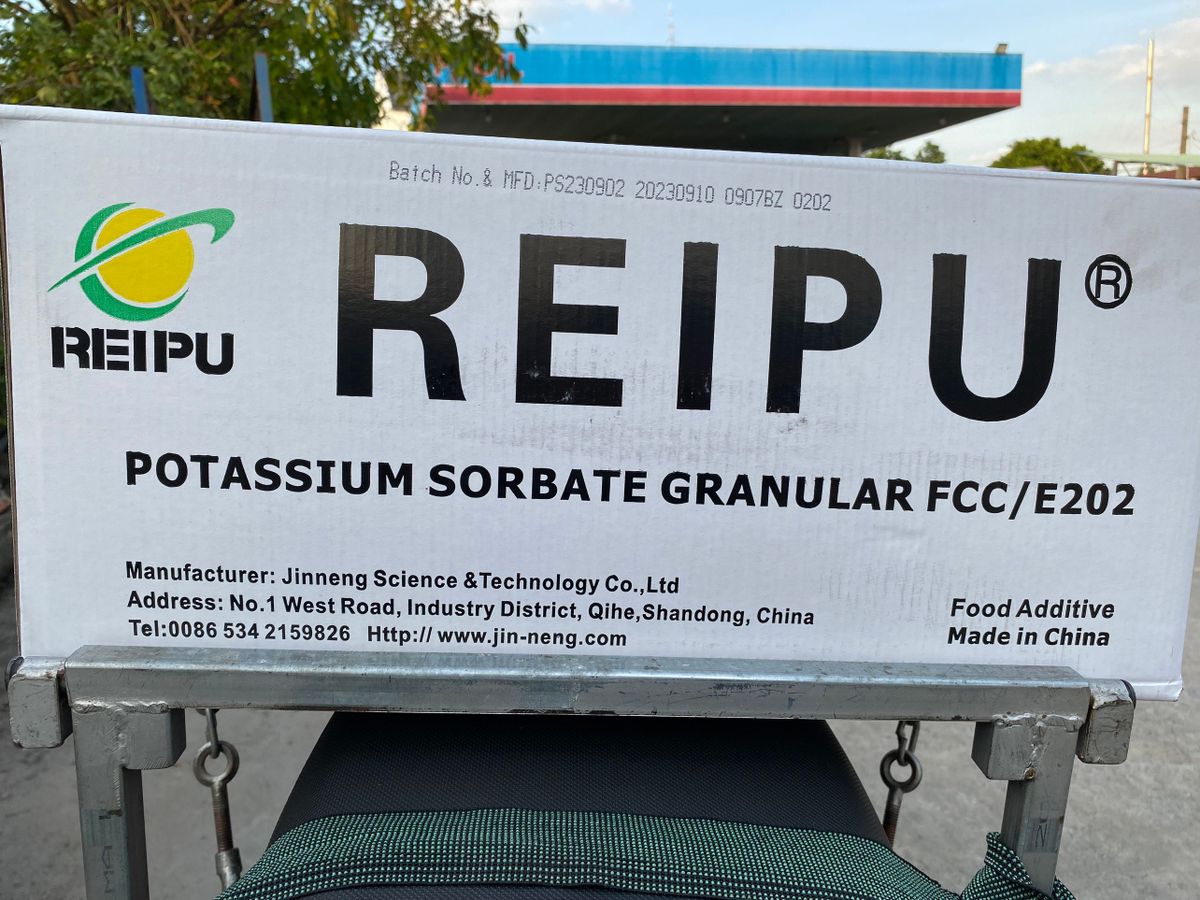 Batch No.& MFD:PS230902 20230910 0907BZ 0202
REIPU
REIPU®
POTASSIUM SORBATE GRANULAR FCC/E202
Manufacturer: Jinneng Science &Technology Co.,Ltd
Address: No.1 West Road, Industry District, Qihe,Shandong, China
Tel:0086 534 2159826 Http:// www.jin-neng.com
Food Additive
Made in China